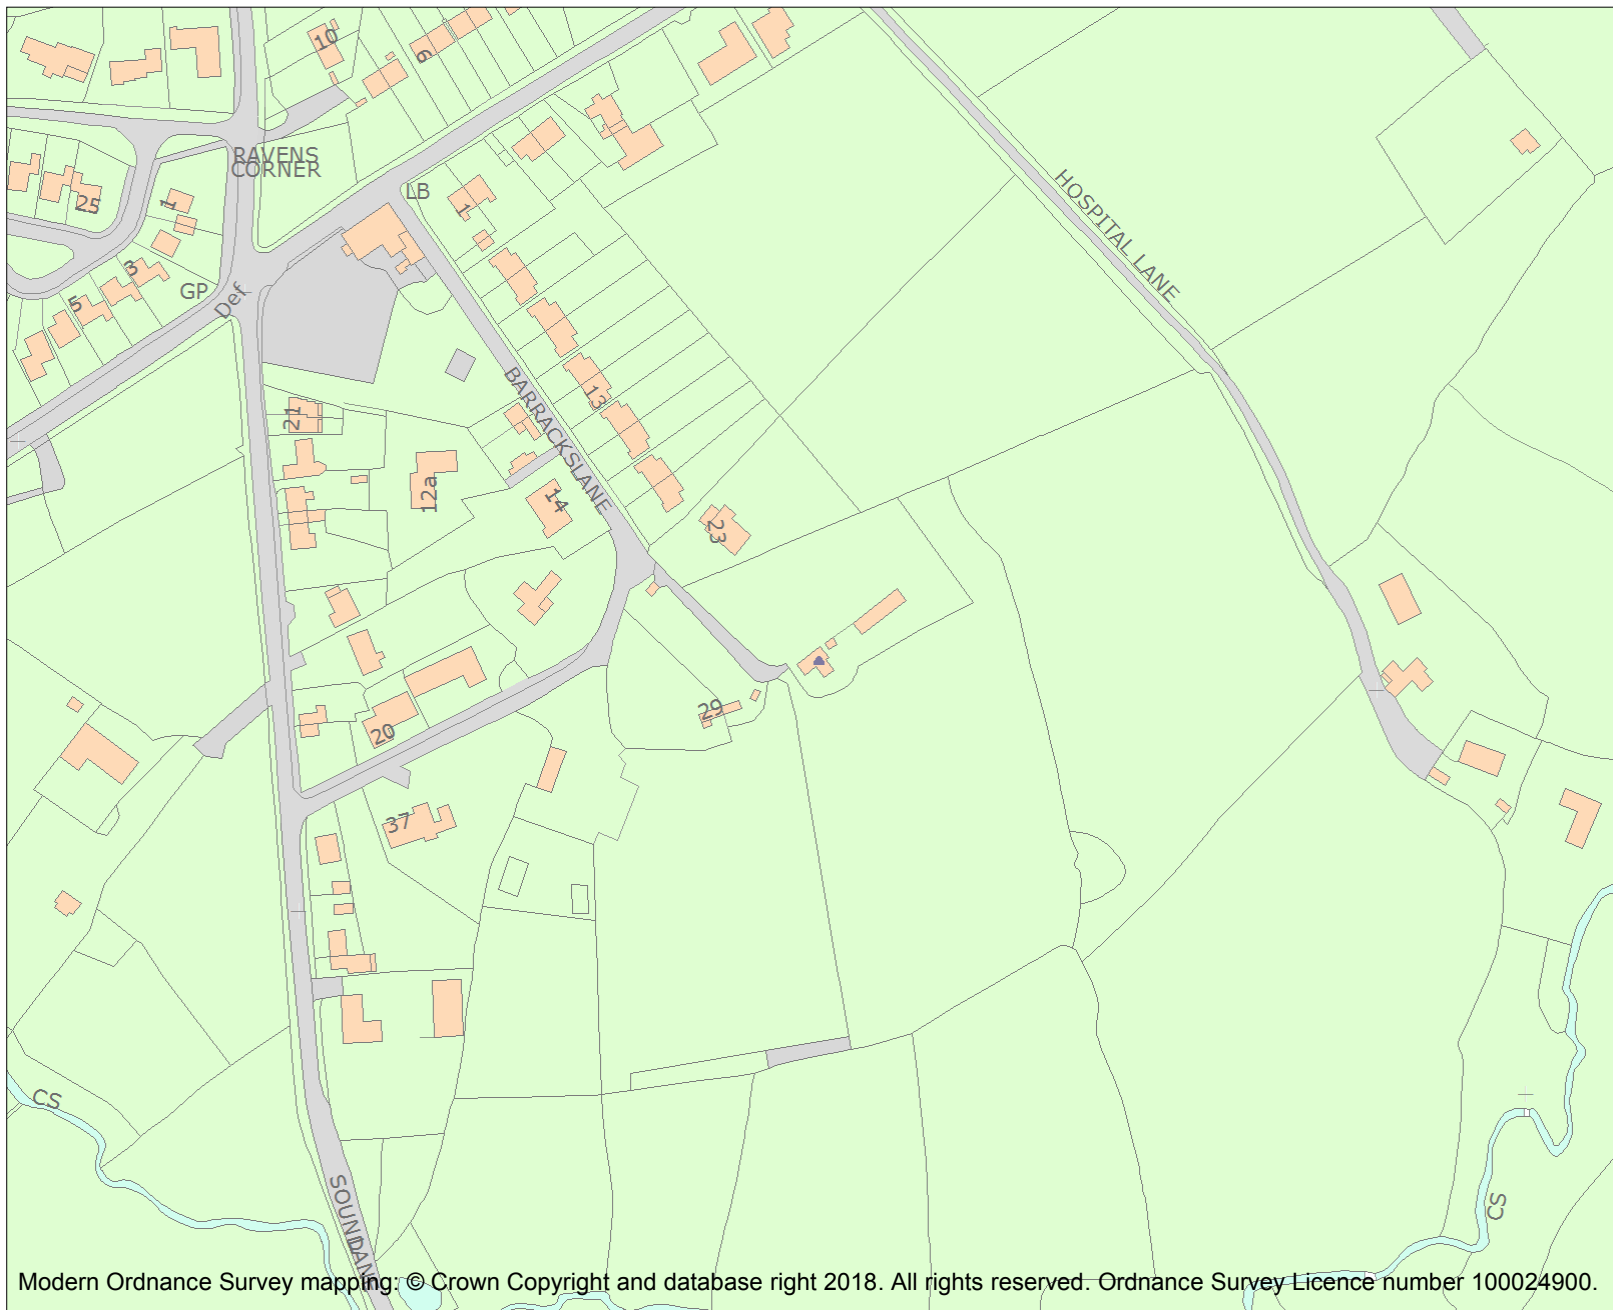 10
6
RAVENS
CORNER
LB
25
1
1
HOSPITAL LANE
3
GP
Def
5
BARRACKSLANE
13
21
12a
14
23
29
20
37
CS
CS
SOUNDLANE
Modern Ordnance Survey mapping: © Crown Copyright and database right 2018. All rights reserved. Ordnance Survey Licence number 100024900.